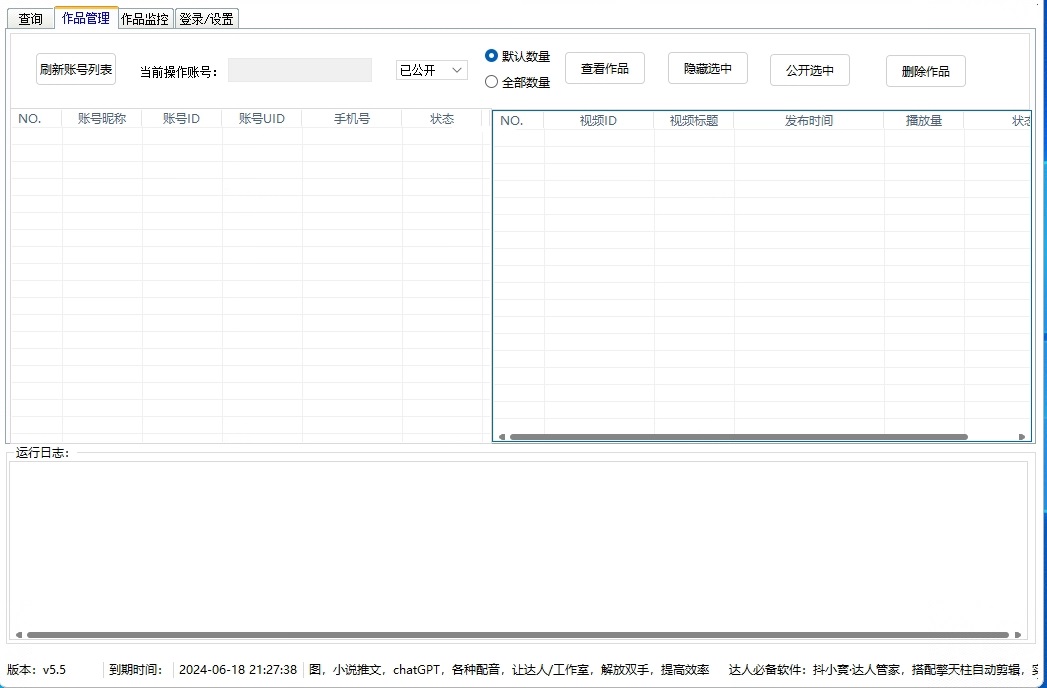 查询 作品管理 作品监控 登录/设置
刷新账号列表 当前操作账号： 已公开 默认数量 全部数量 查看作品 隐藏选中 公开选中 删除作品
NO. 账号昵称 账号ID 账号UID 手机号 状态
NO. 视频ID 视频标题 发布时间 播放量 状态
运行日志：
版本：v5.5 到期时间： 2024-06-18 21:27:38 图，小说推文，chatGPT，各种配音，让达人/工作室，解放双手，提高效率 达人必备软件：抖小宝·达人管家，搭配擎天柱自动剪辑，